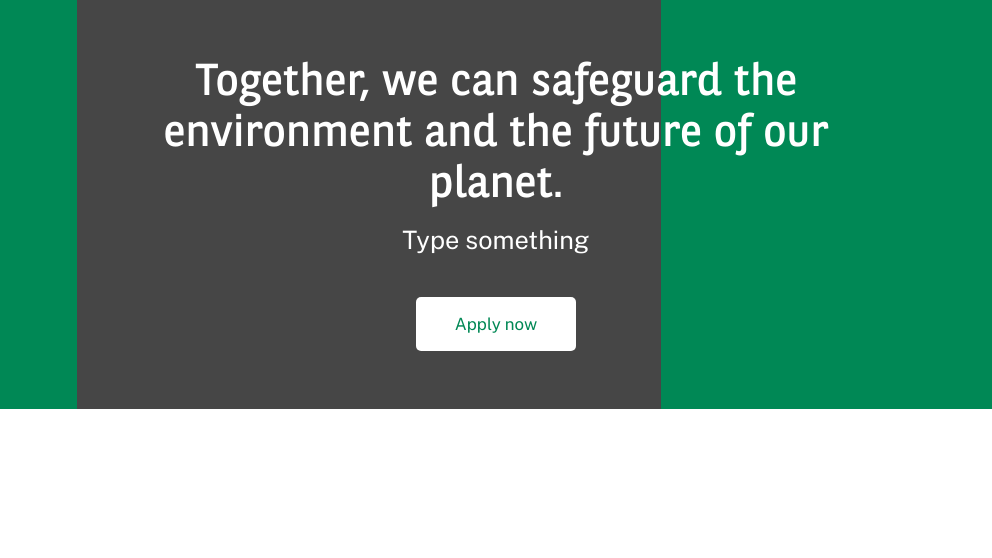 Together, we can safeguard the
environment and the future of our
planet.
Type something
Apply now